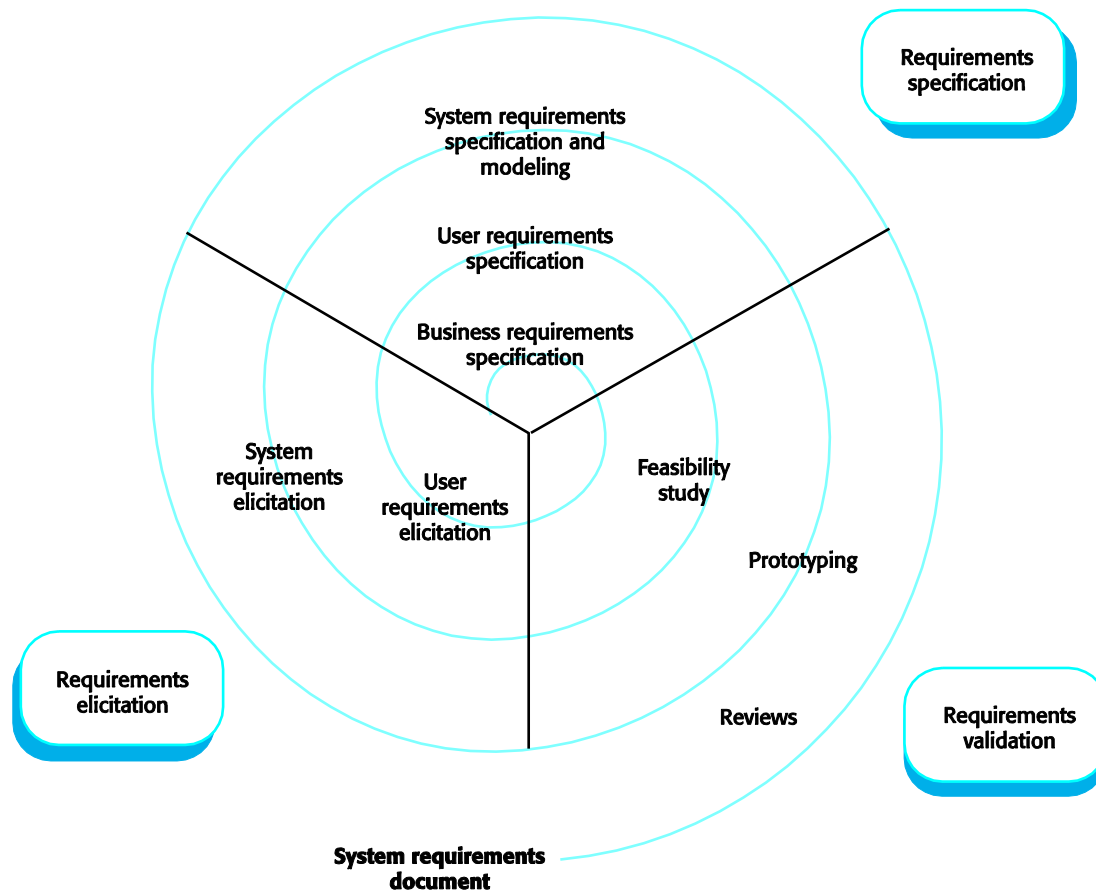 Requirements
specification
System requirements
specification and
modeling
User requirements
specification
Business requirements
specification
System
requirements
elicitation
User
requirements
elicitation
Feasibility
study
Prototyping
Requirements
elicitation
Reviews
Requirements
validation
System requirements
document